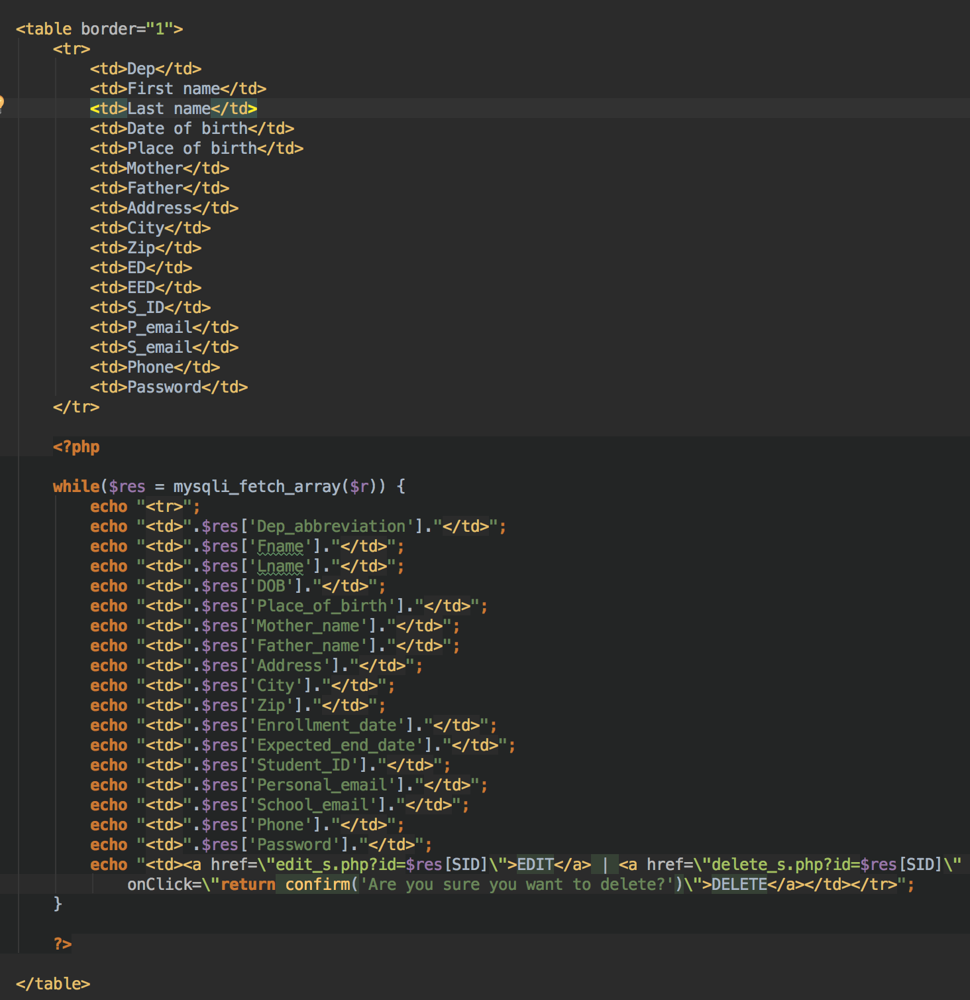 <table border="1">
<tr>
<td>Dep</td>
<td>First name</td>
<td>Last name</td>
<td>Date of birth</td>
<td>Place of birth</td>
<td>Mother</td>
<td>Father</td>
<td>Address</td>
<td>City</td>
<td>Zip</td>
<td>ED</td>
<td>EED</td>
<td>S_ID</td>
<td>P_email</td>
<td>S_email</td>
<td>Phone</td>
<td>Password</td>
</tr>
<?php
while($res = mysqli_fetch_array($r)) {
echo "<tr>";
echo "<td>".$res['Dep_abbreviation']."</td>";
echo "<td>".$res['Fname']."</td>";
echo "<td>".$res['Lname']."</td>";
echo "<td>".$res['DOB']."</td>";
echo "<td>".$res['Place_of_birth']."</td>";
echo "<td>".$res['Mother_name']."</td>";
echo "<td>".$res['Father_name']."</td>";
echo "<td>".$res['Address']."</td>";
echo "<td>".$res['City']."</td>";
echo "<td>".$res['Zip']."</td>";
echo "<td>".$res['Enrollment_date']."</td>";
echo "<td>".$res['Expected_end_date']."</td>";
echo "<td>".$res['Student_ID']."</td>";
echo "<td>".$res['Personal_email']."</td>";
echo "<td>".$res['School_email']."</td>";
echo "<td>".$res['Phone']."</td>";
echo "<td>".$res['Password']."</td>";
echo "<td><a href=\"edit_s.php?id=$res[SID]\">EDIT</a> | <a href=\"delete_s.php?id=$res[SID]\"
onClick=\"return confirm('Are you sure you want to delete?')\">DELETE</a></td></tr>";
}
?>
</table>